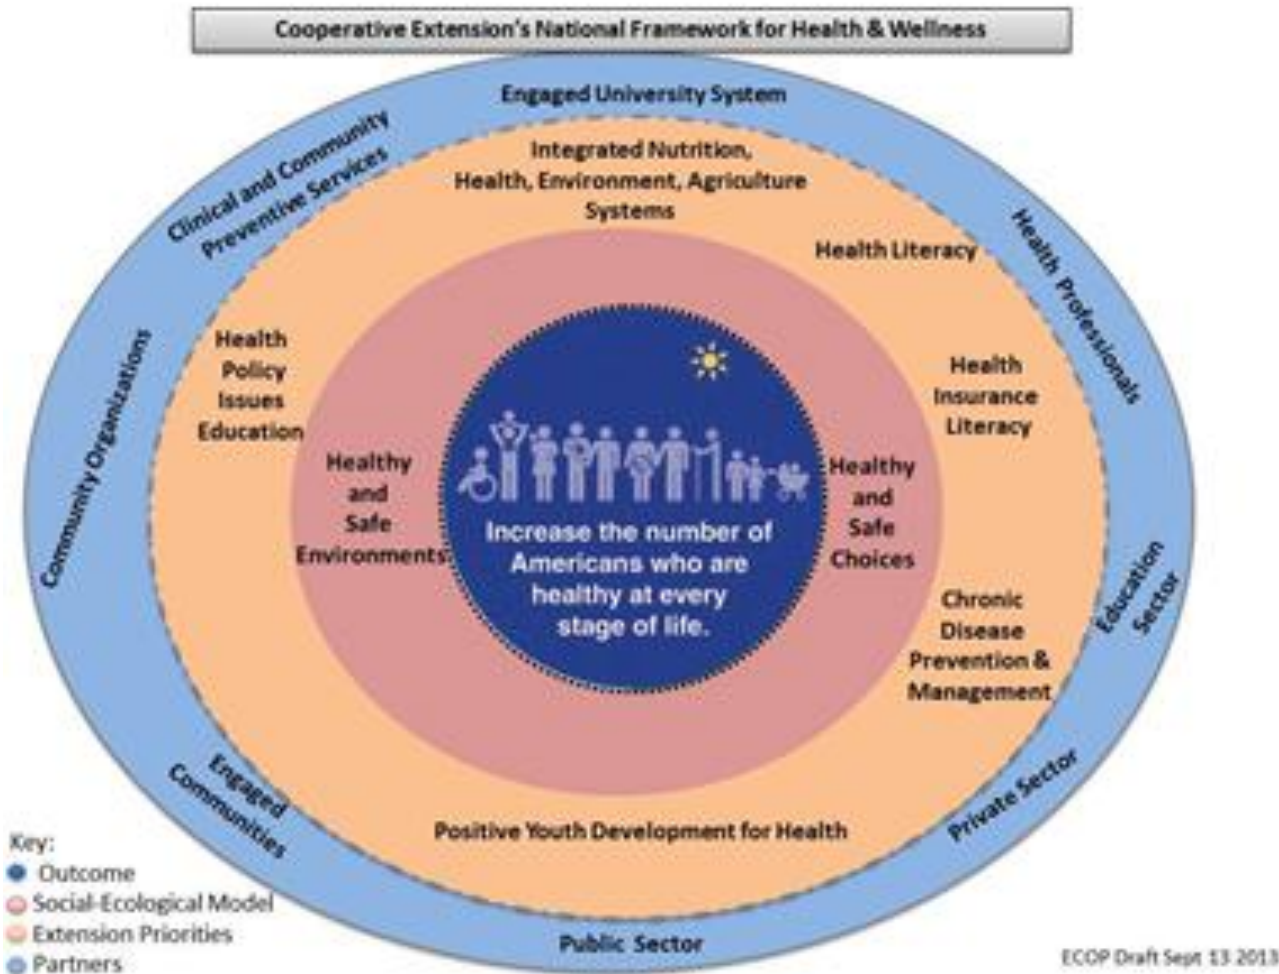 Cooperative Extension's National Framework for Health & Wellness
Engaged University System
Clinical and Community
Preventive Services
Integrated Nutrition,
Health, Environment, Agriculture
Systems
Health Literacy
Health Professionals
Community Organizations
Health
Policy
Issues
Education
Health
Insurance
Literacy
Healthy
and
Safe
Environments
Increase the number of
Americans who are
healthy at every
stage of life.
Healthy
and
Safe
Choices
Chronic
Disease
Prevention &
Management
Education
Sector
Engaged
Communities
Positive Youth Development for Health
Private Sector
Public Sector
Key:
Outcome
Social-Ecological Model
Extension Priorities
Partners
ECOP Draft Sept 13 2013